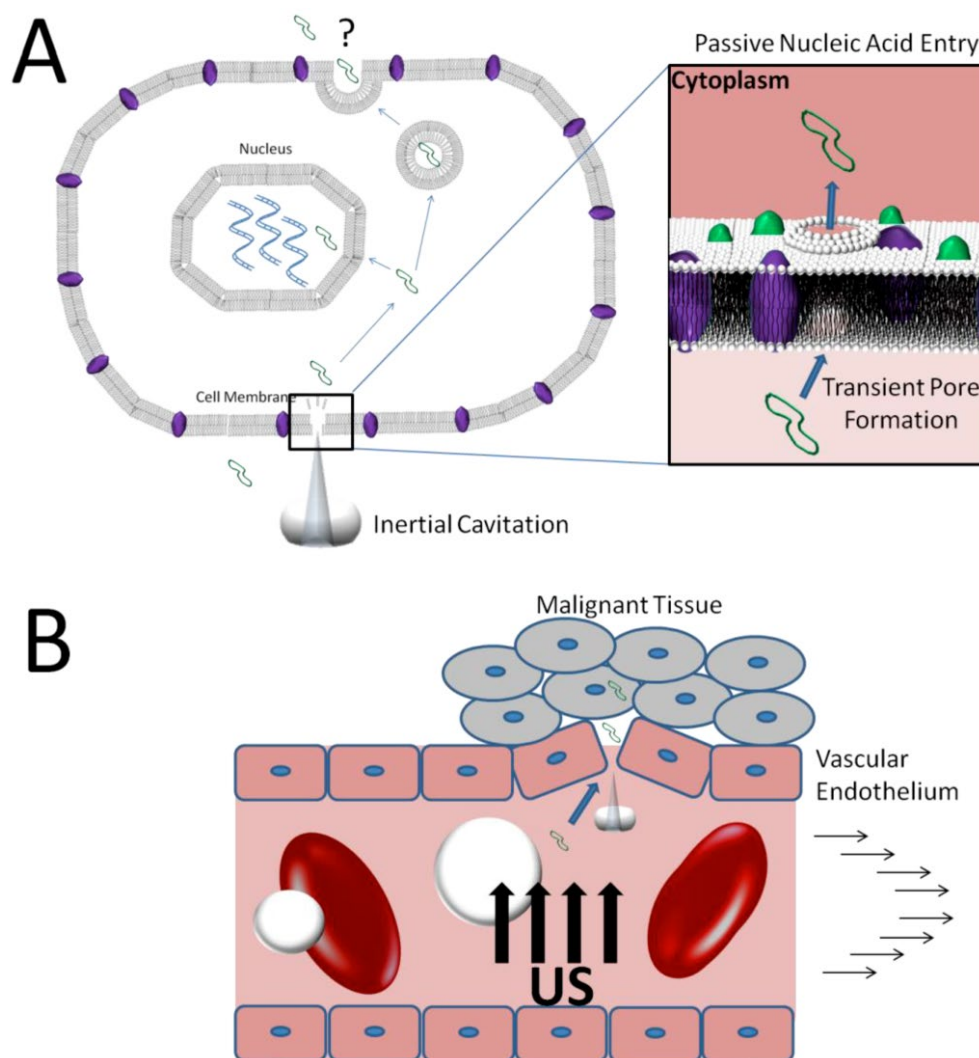 A
?
Nucleus
Cell Membrane
Inertial Cavitation
Passive Nucleic Acid Entry
Cytoplasm
Transient Pore
Formation
B
Malignant Tissue
Vascular
Endothelium
US